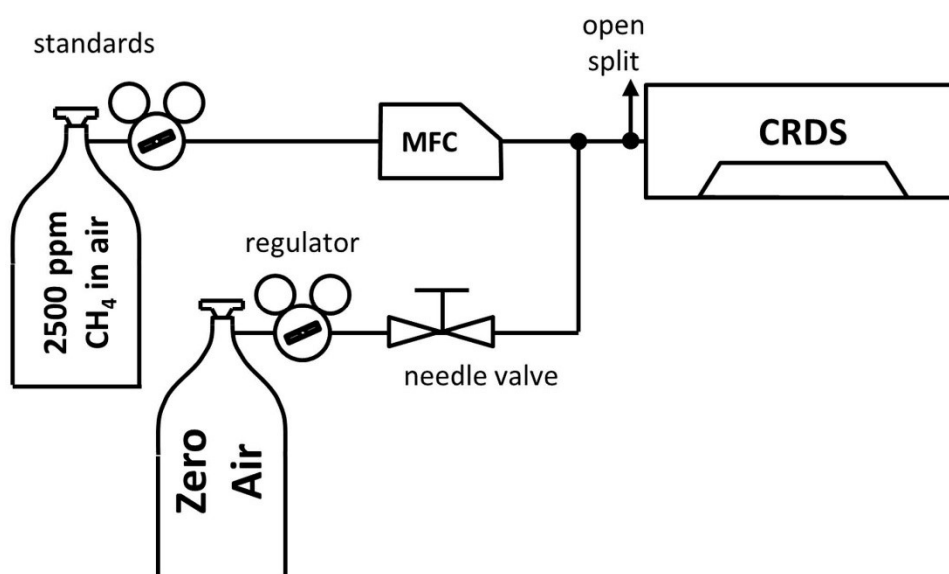 standards
open
split
MFC
CRDS
2500 ppm
CH₄ in air
regulator
needle valve
Zero
Air